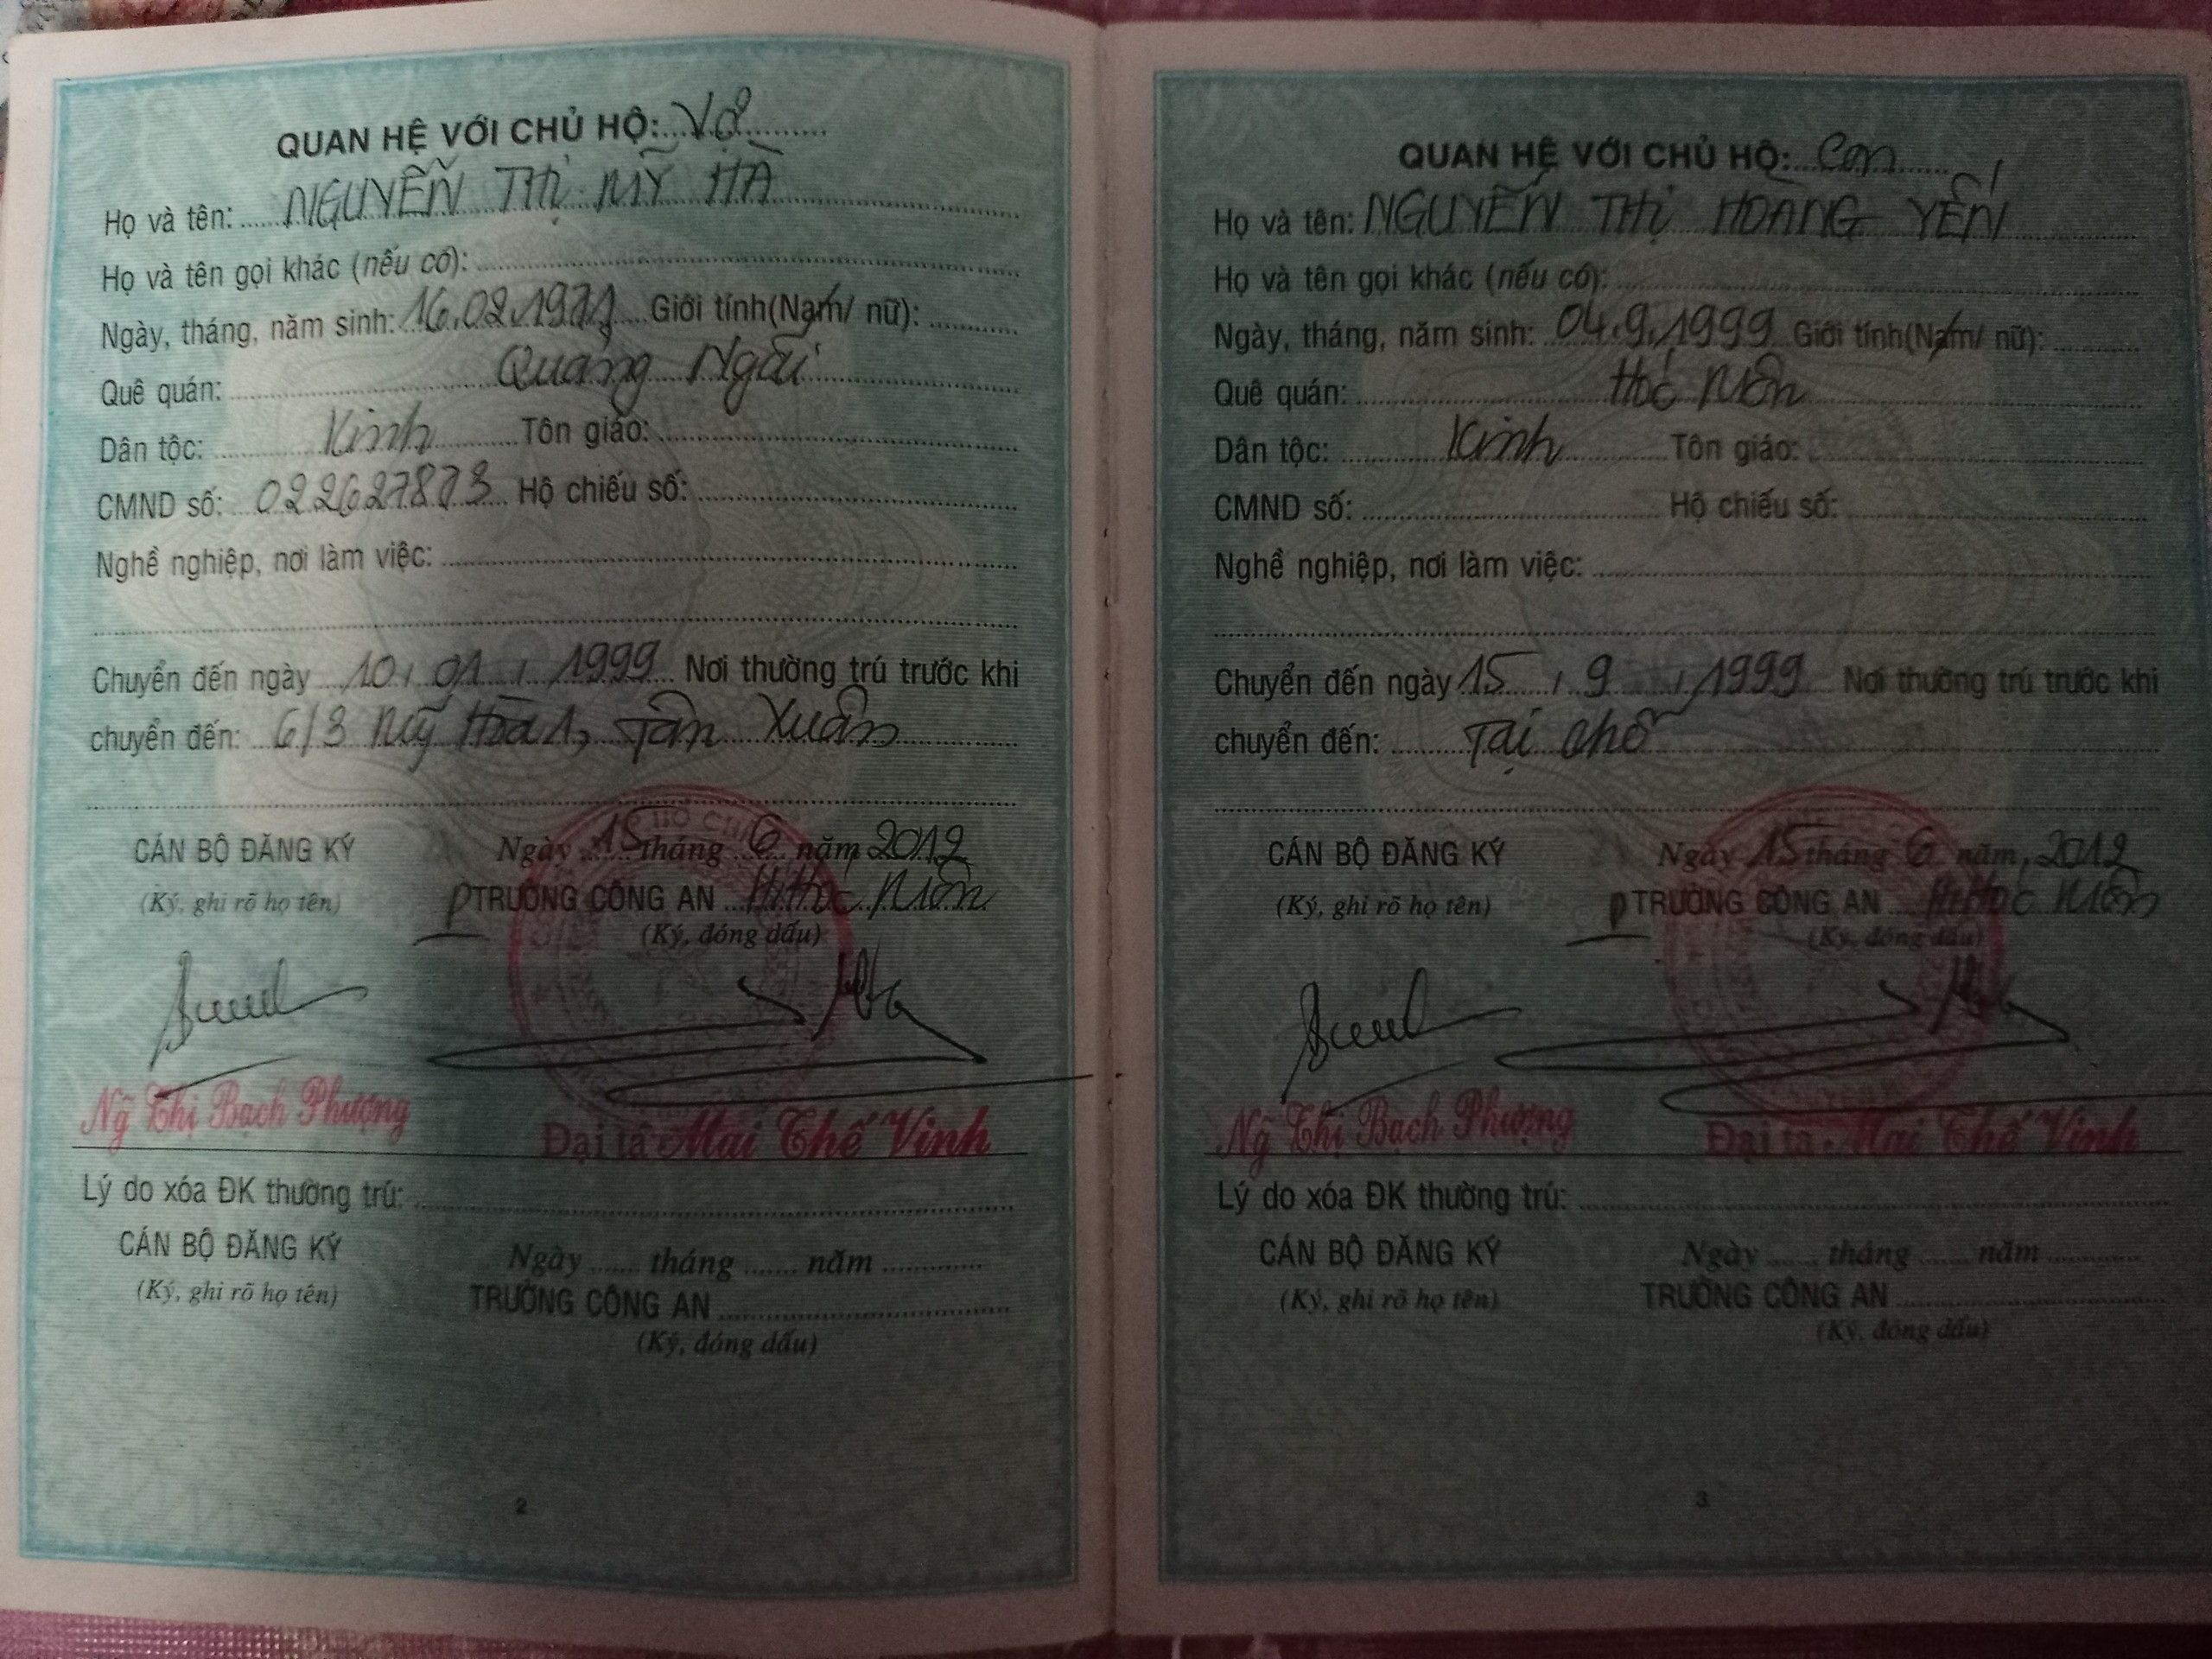 QUAN HỆ VỚI CHỦ HỘ: Vợ
Họ và tên: NGUYỄN THỊ MỸ HÀ
Họ và tên gọi khác (nếu có):
Ngày, tháng, năm sinh: 16.02.1971 Giới tính(Nam/ nữ):
Quê quán: Quảng Ngãi
Dân tộc: Kinh Tôn giáo:
CMND số: 022627873 Hộ chiếu số:
Nghề nghiệp, nơi làm việc:
Chuyển đến ngày 10, 01, 1999 Nơi thường trú trước khi
chuyển đến: 6/3 Mỹ Hòa 1, Tân Xuân
CÁN BỘ ĐĂNG KÝ
(Ký, ghi rõ họ tên)
Ngày 15 tháng 6 năm 2012
P TRƯỞNG CÔNG AN H. Hóc Môn
(Ký, đóng dấu)
Ng Thị Bạch Phượng
Đại tá Mai Thế Vinh
Lý do xóa ĐK thường trú:
CÁN BỘ ĐĂNG KÝ
(Ký, ghi rõ họ tên)
Ngày ...... tháng ...... năm ............
TRƯỞNG CÔNG AN
(Ký, đóng dấu)
2
QUAN HỆ VỚI CHỦ HỘ: Con
Họ và tên: NGUYỄN THỊ HOÀNG YẾN
Họ và tên gọi khác (nếu có):
Ngày, tháng, năm sinh: 04.9.1999 Giới tính(Nam/ nữ):
Quê quán: Hóc Môn
Dân tộc: Kinh Tôn giáo:
CMND số: Hộ chiếu số:
Nghề nghiệp, nơi làm việc:
Chuyển đến ngày 15, 9, 1999 Nơi thường trú trước khi
chuyển đến: Tại chỗ
CÁN BỘ ĐĂNG KÝ
(Ký, ghi rõ họ tên)
Ngày 15 tháng 6 năm 2012
P TRƯỞNG CÔNG AN H. Hóc Môn
(Ký, đóng dấu)
Ng Thị Bạch Phượng
Đại tá Mai Thế Vinh
Lý do xóa ĐK thường trú:
CÁN BỘ ĐĂNG KÝ
(Ký, ghi rõ họ tên)
Ngày ...... tháng ...... năm ............
TRƯỞNG CÔNG AN
(Ký, đóng dấu)
3